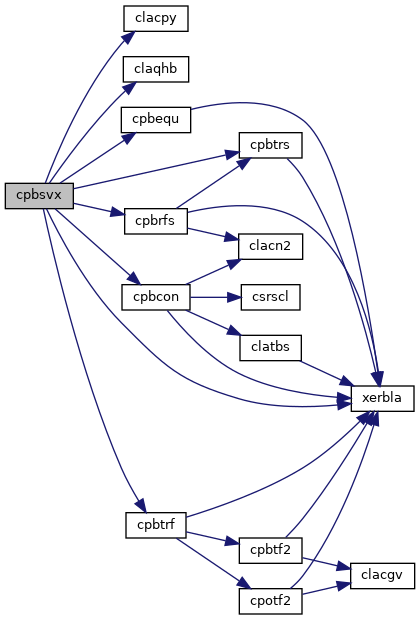 clacpy
claqhb
cpbequ
cpbtrs
cpbsvx
cpbrfs
clacn2
cpbcon
csrscl
clatbs
xerbla
cpbtrf
cpbtf2
clacgv
cpotf2